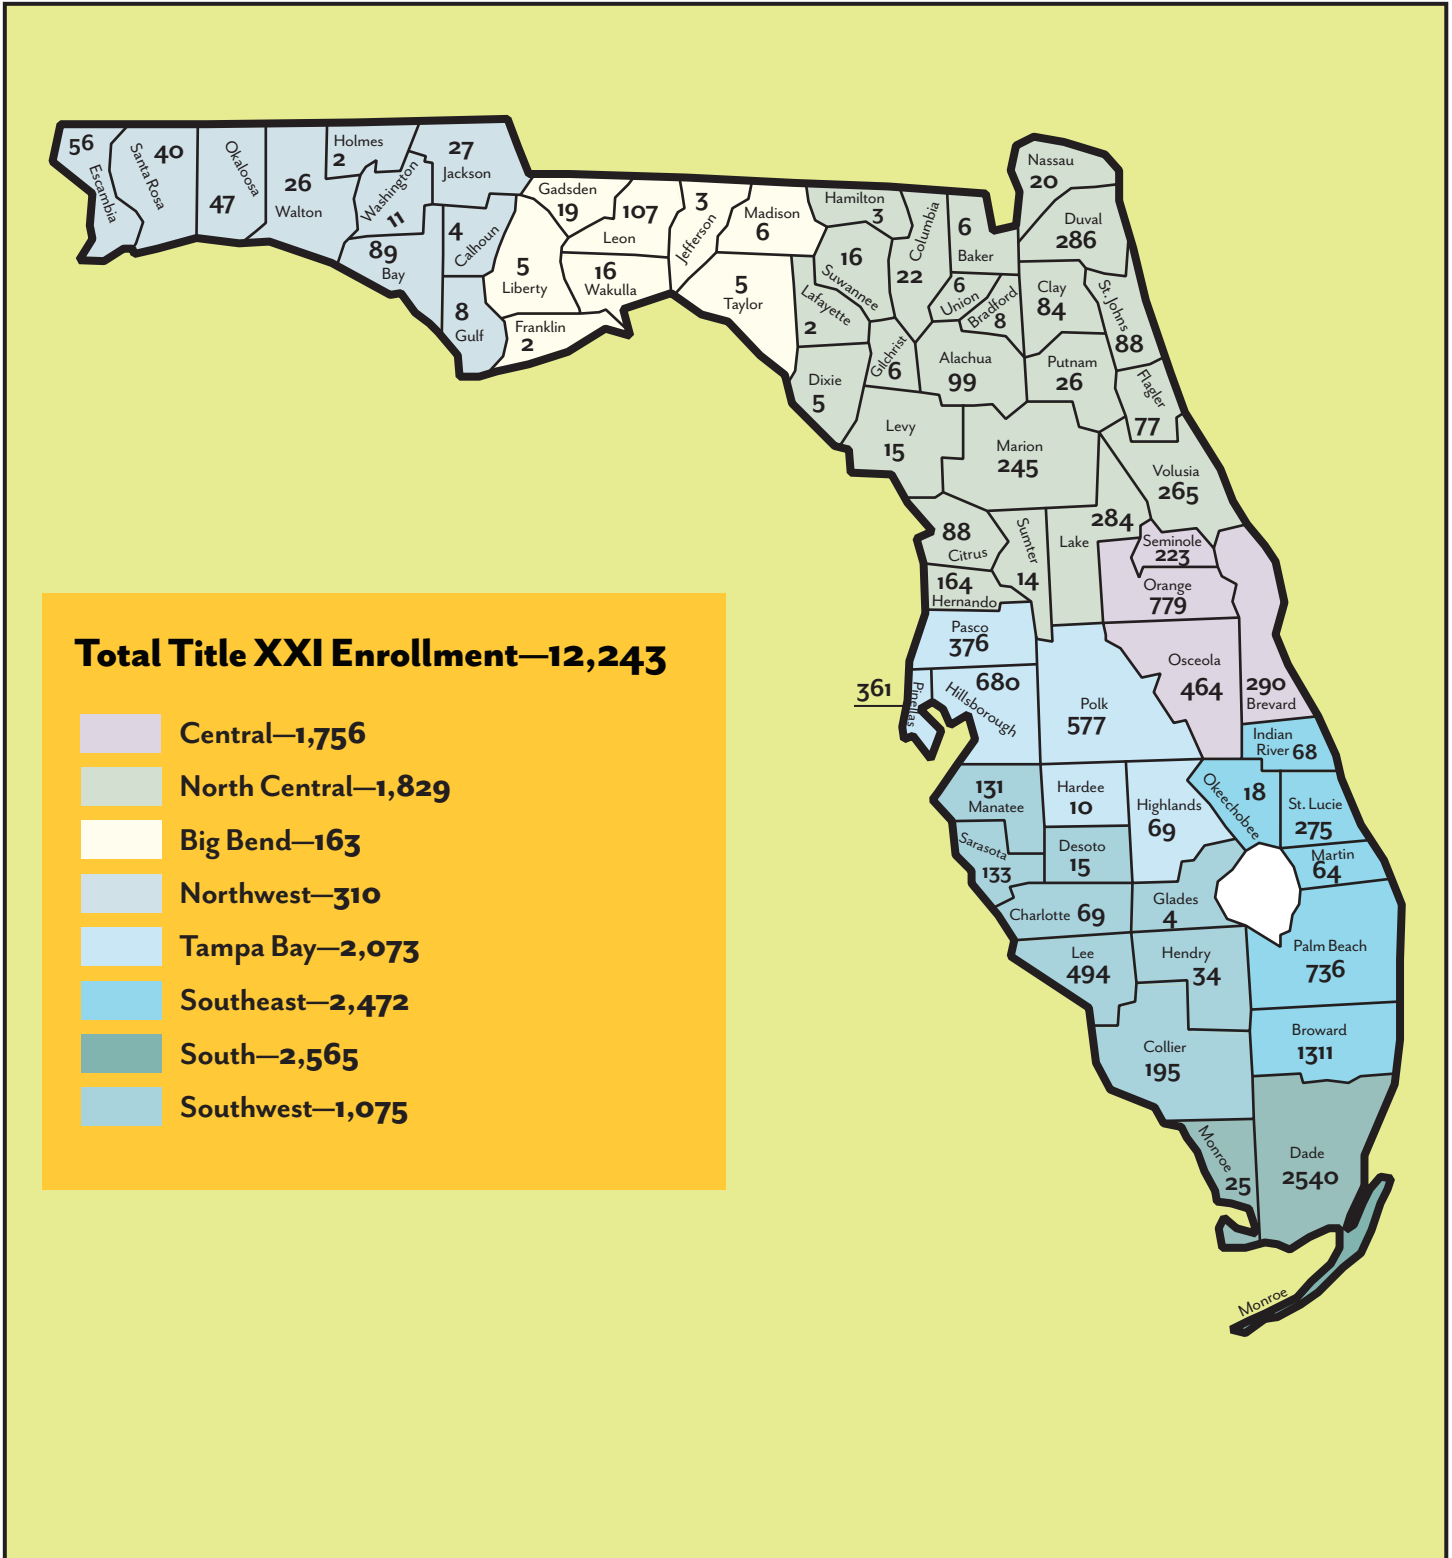 56
Escambia
Santa Rosa
40
Okaloosa
47
26
Walton
Holmes
2
Washington
11
27
Jackson
89
Bay
4
Calhoun
8
Gulf
Gadsden
19
107
Leon
3
Jefferson
Madison
6
5
Liberty
16
Wakulla
5
Taylor
Franklin
2
Hamilton
3
Columbia
22
6
Baker
Nassau
20
Duval
286
16
Suwannee
Lafayette
2
6
Union
Bradford
8
Clay
84
St. Johns
88
Dixie
5
Gilchrist
6
Alachua
99
Putnam
26
Flagler
77
Levy
15
Marion
245
Volusia
265
88
Citrus
Sumter
14
284
Lake
Seminole
223
164
Hernando
Orange
779
Pasco
376
Osceola
464
290
Brevard
361
Pinellas
680
Hillsborough
Polk
577
Indian
River 68
131
Manatee
Hardee
10
Highlands
69
Okeechobee
18
St. Lucie
275
Sarasota
133
Desoto
15
Martin
64
Charlotte 69
Glades
4
Lee
494
Hendry
34
Palm Beach
736
Collier
195
Broward
1311
Monroe
25
Dade
2540
Monroe
Total Title XXI Enrollment—12,243
Central—1,756
North Central—1,829
Big Bend—163
Northwest—310
Tampa Bay—2,073
Southeast—2,472
South—2,565
Southwest—1,075